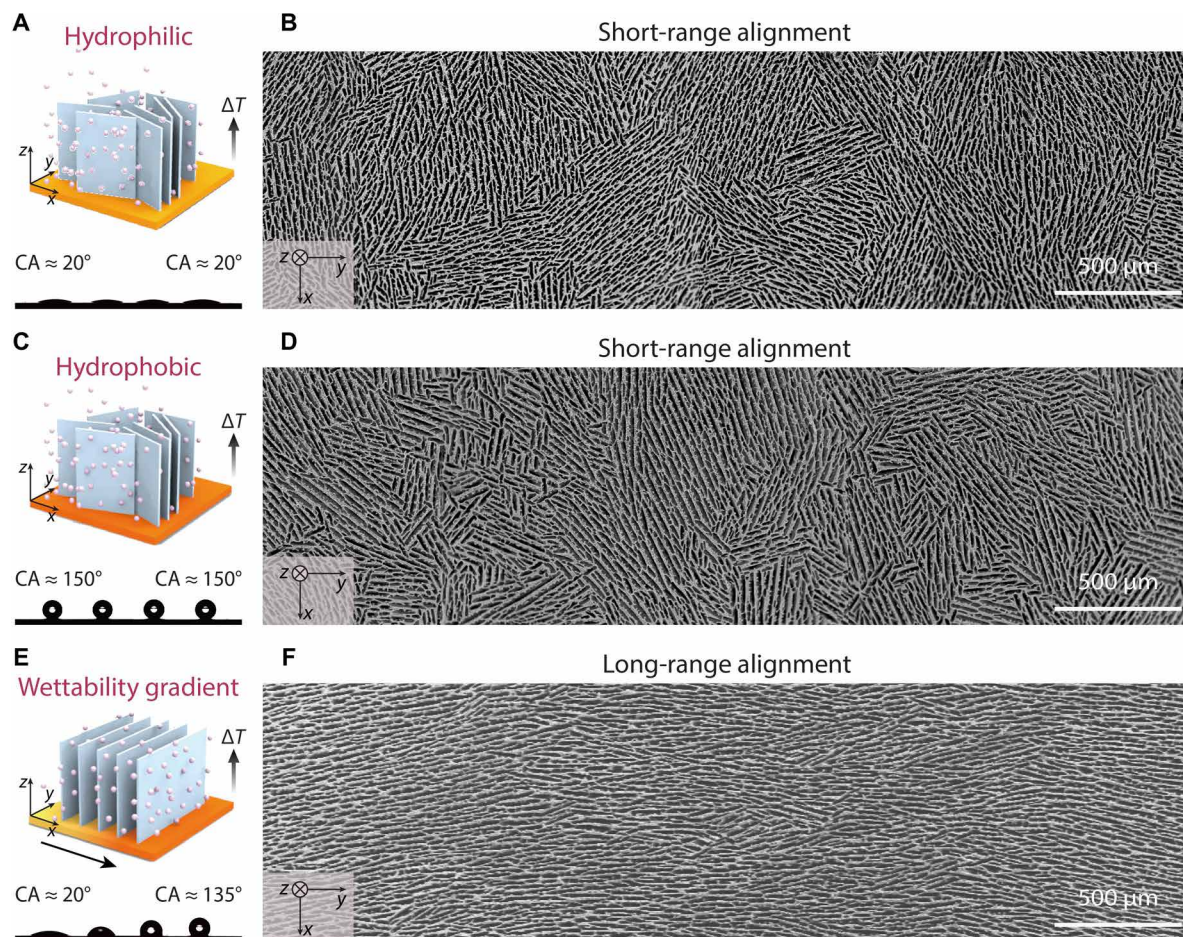 A
Hydrophilic
ΔT
z
y
x
CA ≈ 20° CA ≈ 20°
B
Short-range alignment
z
y
x
500 μm
C
Hydrophobic
ΔT
z
y
x
CA ≈ 150° CA ≈ 150°
D
Short-range alignment
z
y
x
500 μm
E
Wettability gradient
ΔT
z
y
x
CA ≈ 20° CA ≈ 135°
F
Long-range alignment
z
y
x
500 μm